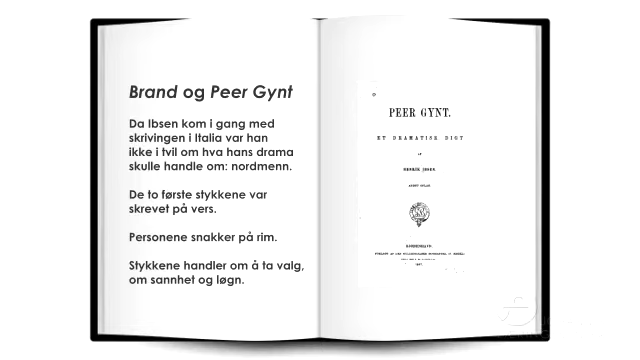 Brand og Peer Gynt
Da Ibsen kom i gang med
skrivingen i Italia var han
ikke i tvil om hva hans drama
skulle handle om: nordmenn.
De to første stykkene var
skrevet på vers.
Personene snakker på rim.
Stykkene handler om å ta valg,
om sannhet og løgn.
PEER GYNT.
ET DRAMATISK DIGT
AF
HENRIK IBSEN
KJØBENHAVN.
1867.